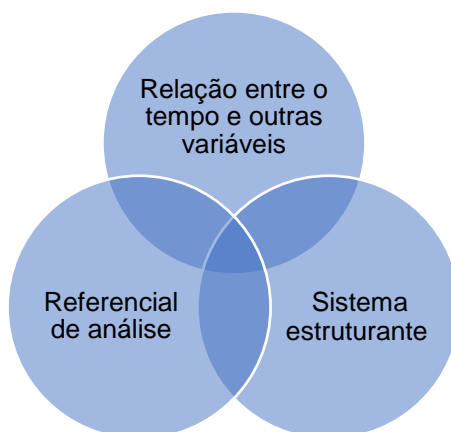 Relação entre o
tempo e outras
variáveis
Referencial
de análise
Sistema
estruturante